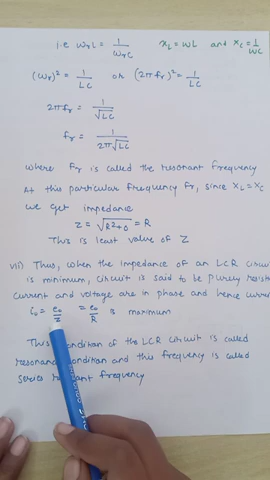 i.e ωrL = 1/ωrC    xL = ωL and xC = 1/ωC
(ωr)² = 1/LC or (2πfr)² = 1/LC
2πfr = 1/√LC
fr = 1/2π√LC
where Fr is called the resonant frequency
At this particular frequency Fr, since XL = XC
we get impedance
Z = √R²+0 = R
This is least value of Z
vii) Thus, when the impedance of an LCR circuit
is minimum, circuit is said to be purely resist
current and voltage are in phase and hence curre
i₀ = e₀/Z = e₀/R is maximum
This condition of the LCR circuit is called
resonance condition and this frequency is called
series resonant frequency